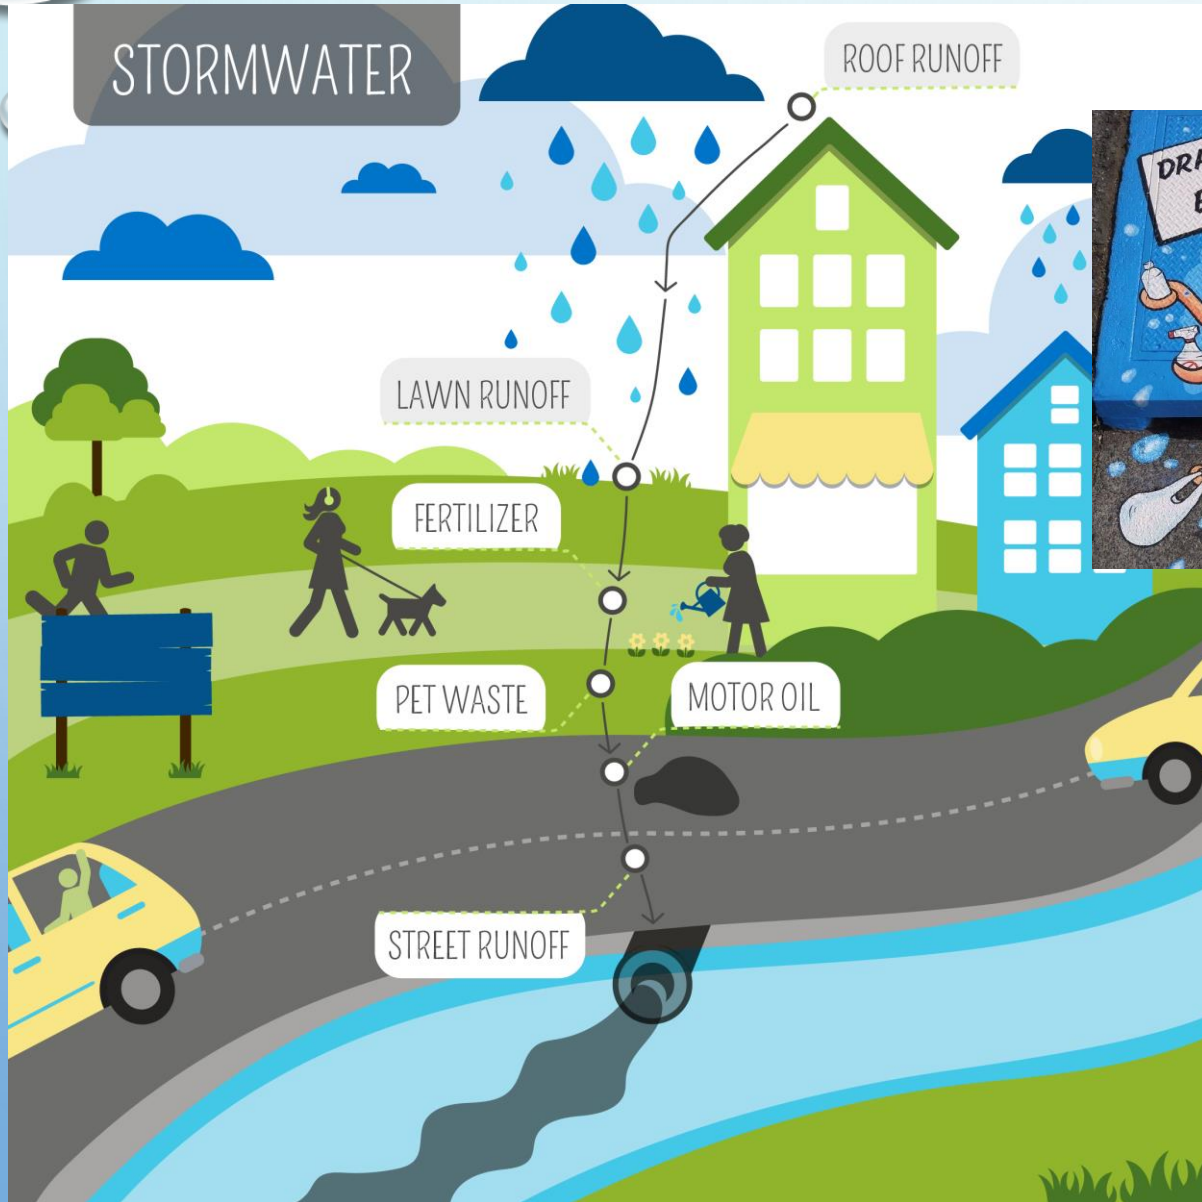 STORMWATER
ROOF RUNOFF
LAWN RUNOFF
FERTILIZER
PET WASTE
MOTOR OIL
STREET RUNOFF